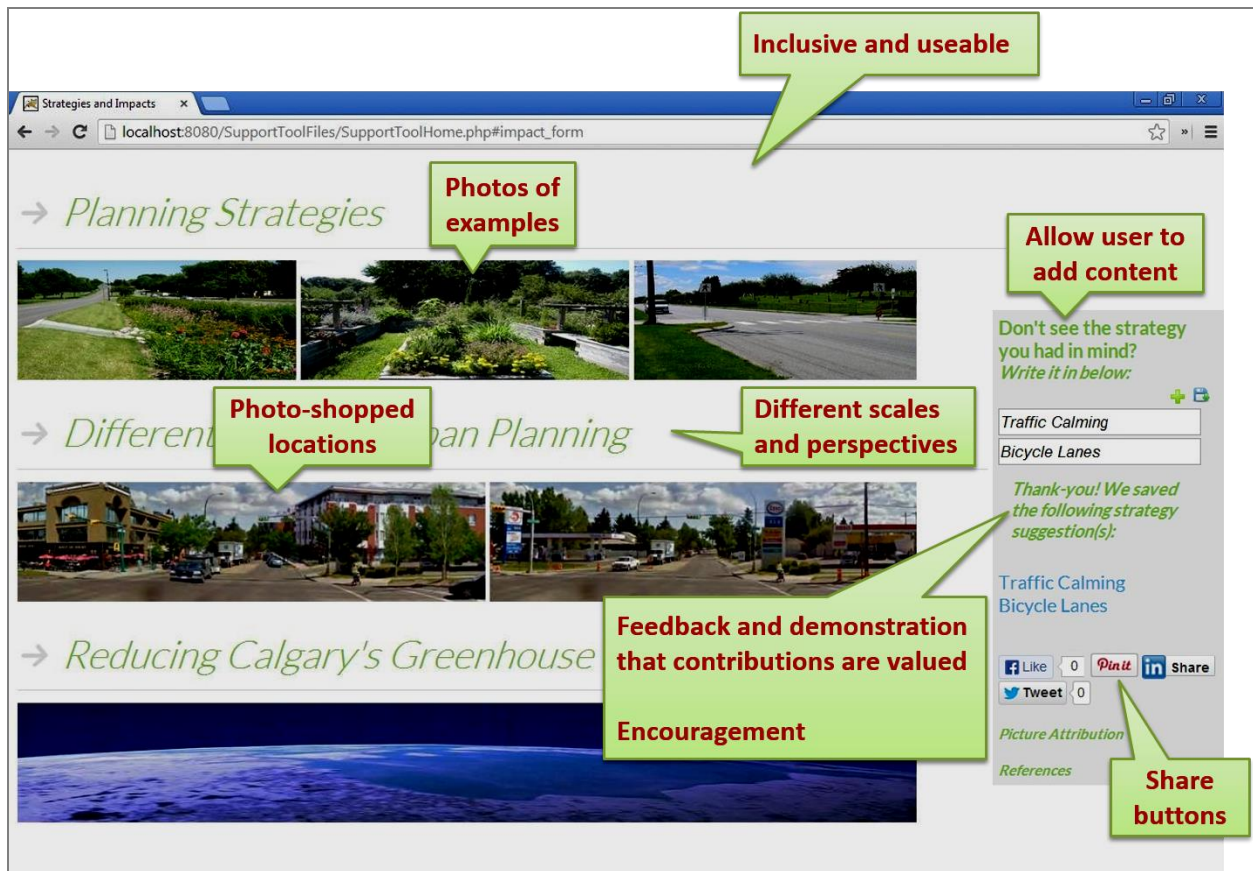 Inclusive and useable
Strategies and Impacts
localhost:8080/SupportToolFiles/SupportToolHome.php#impact_form
Planning Strategies
Photos of
examples
Allow user to
add content
Don't see the strategy
you had in mind?
Write it in below:
Traffic Calming
Bicycle Lanes
Different
Photo-shopped
locations
an Planning
Different scales
and perspectives
Thank-you! We saved
the following strategy
suggestion(s):
Traffic Calming
Bicycle Lanes
Reducing Calgary's Greenhouse
Feedback and demonstration
that contributions are valued
Encouragement
Like 0 Pin it in Share
Tweet 0
Picture Attribution
References
Share
buttons